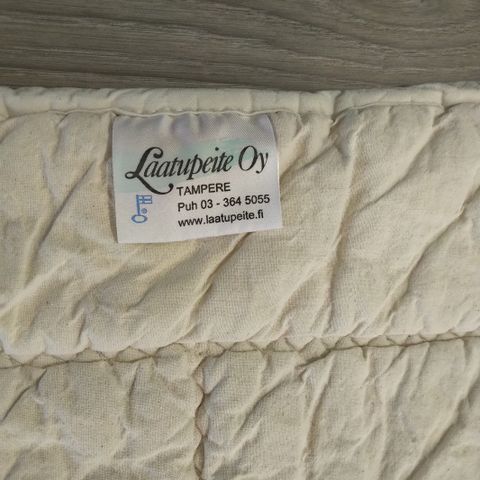 Laatupeite Oy
TAMPERE
Puh 03 - 364 5055
www.laatupeite.fi